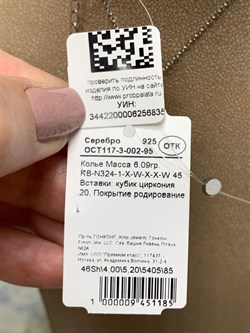 проверить подлинность
изделия по УИН на сайте
http://www.probpalata.ru
УИН:
3442200006256835
Серебро 925
ОСТ117-3-002-95
ОТК
Колье Масса 6,09гр.
RB-N324-1-X-W-X-X-W 45
Вставки: кубик циркония
20, Покрытие родирование
46Sh\4.00\5,20\5405\85
1 000009 451185